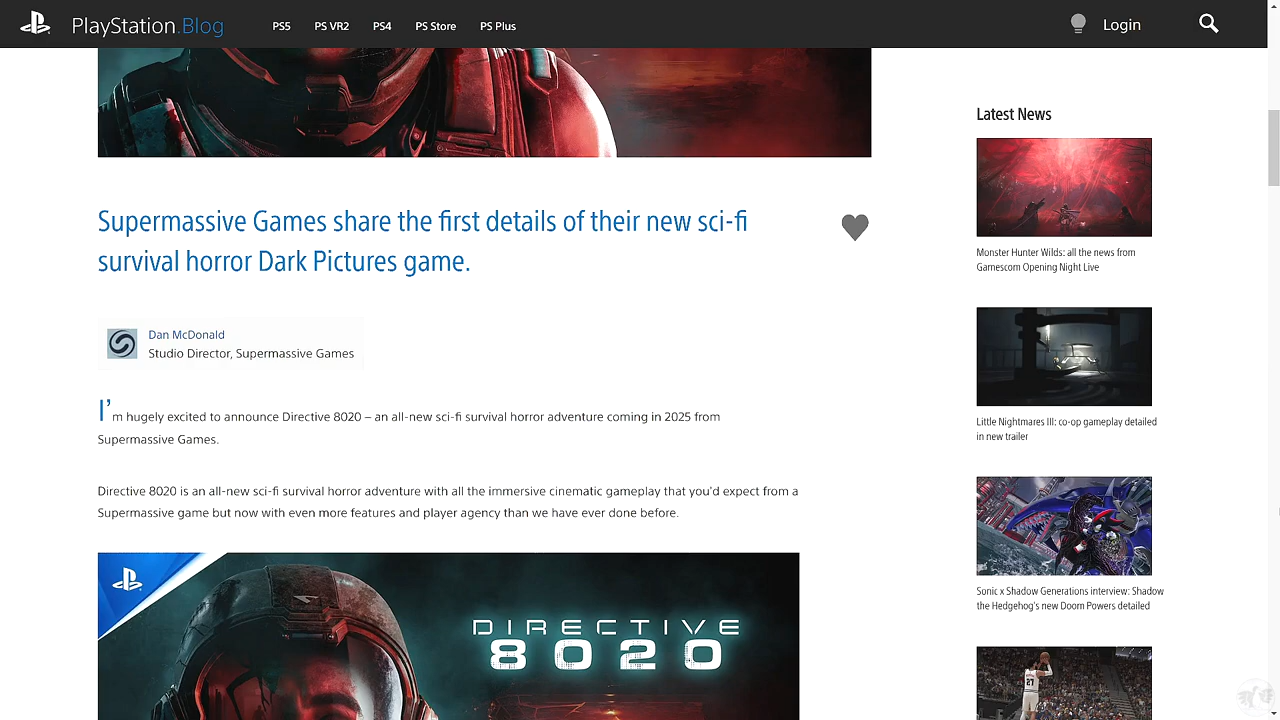 PlayStation.Blog
PS5 PS VR2 PS4 PS Store PS Plus
Login
Supermassive Games share the first details of their new sci-fi
survival horror Dark Pictures game.
Dan McDonald
Studio Director, Supermassive Games
I'm hugely excited to announce Directive 8020 – an all-new sci-fi survival horror adventure coming in 2025 from
Supermassive Games.
Directive 8020 is an all-new sci-fi survival horror adventure with all the immersive cinematic gameplay that you'd expect from a
Supermassive game but now with even more features and player agency than we have ever done before.
DIRECTIVE
8020
Latest News
Monster Hunter Wilds: all the news from
Gamescom Opening Night Live
Little Nightmares III: co-op gameplay detailed
in new trailer
Sonic x Shadow Generations interview: Shadow
the Hedgehog's new Doom Powers detailed
27